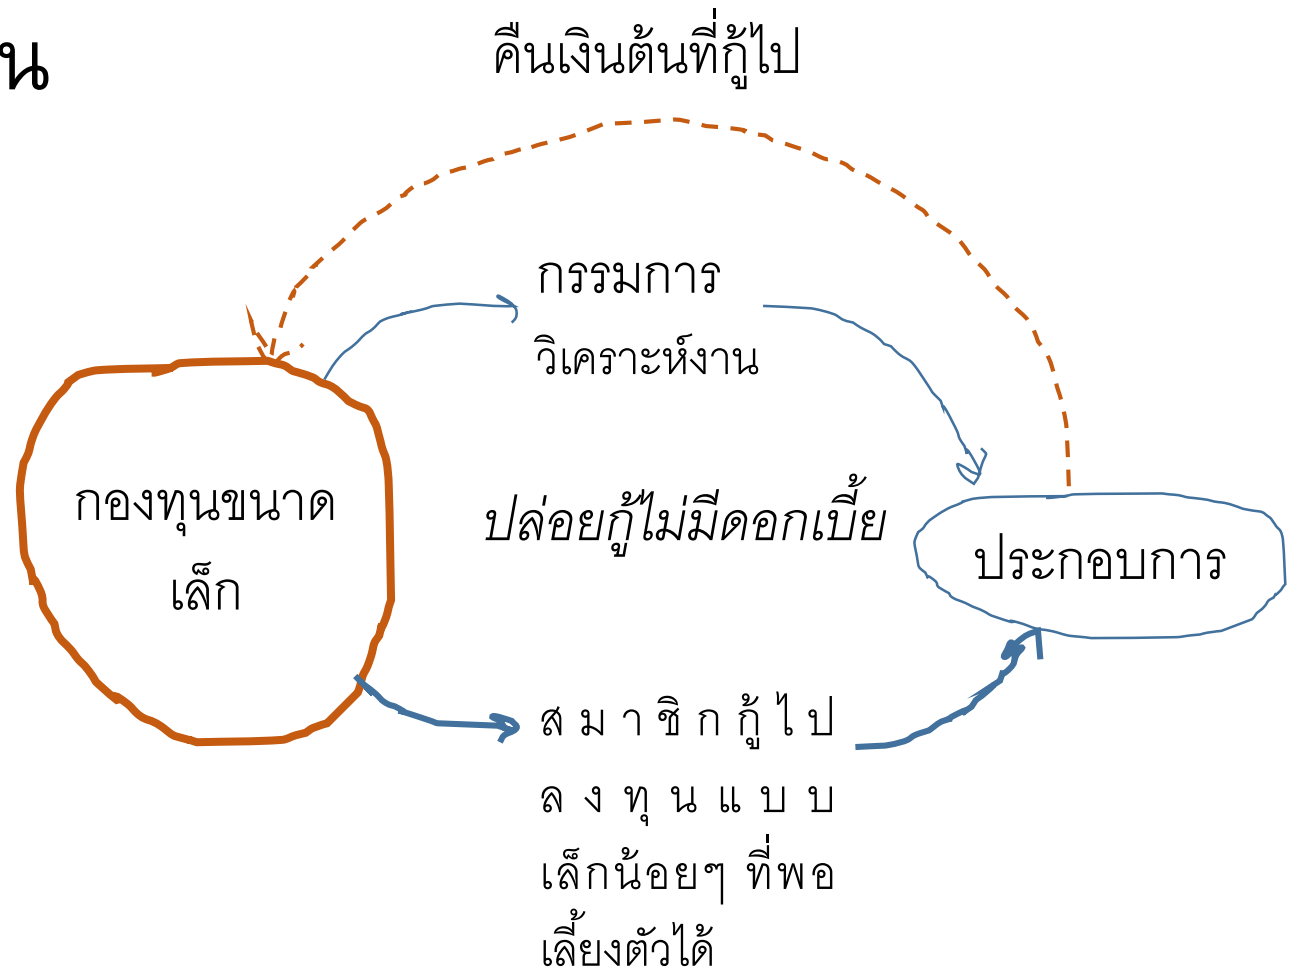 น
คืนเงินต้นที่กู้ไป
กรรมการ
วิเคราะห์งาน
กองทุนขนาด
เล็ก
ปล่อยกู้ไม่มีดอกเบี้ย
ประกอบการ
สมาชิกกู้ไป
ลงทุนแบบ
เล็กน้อยๆ ที่พอ
เลี้ยงตัวได้